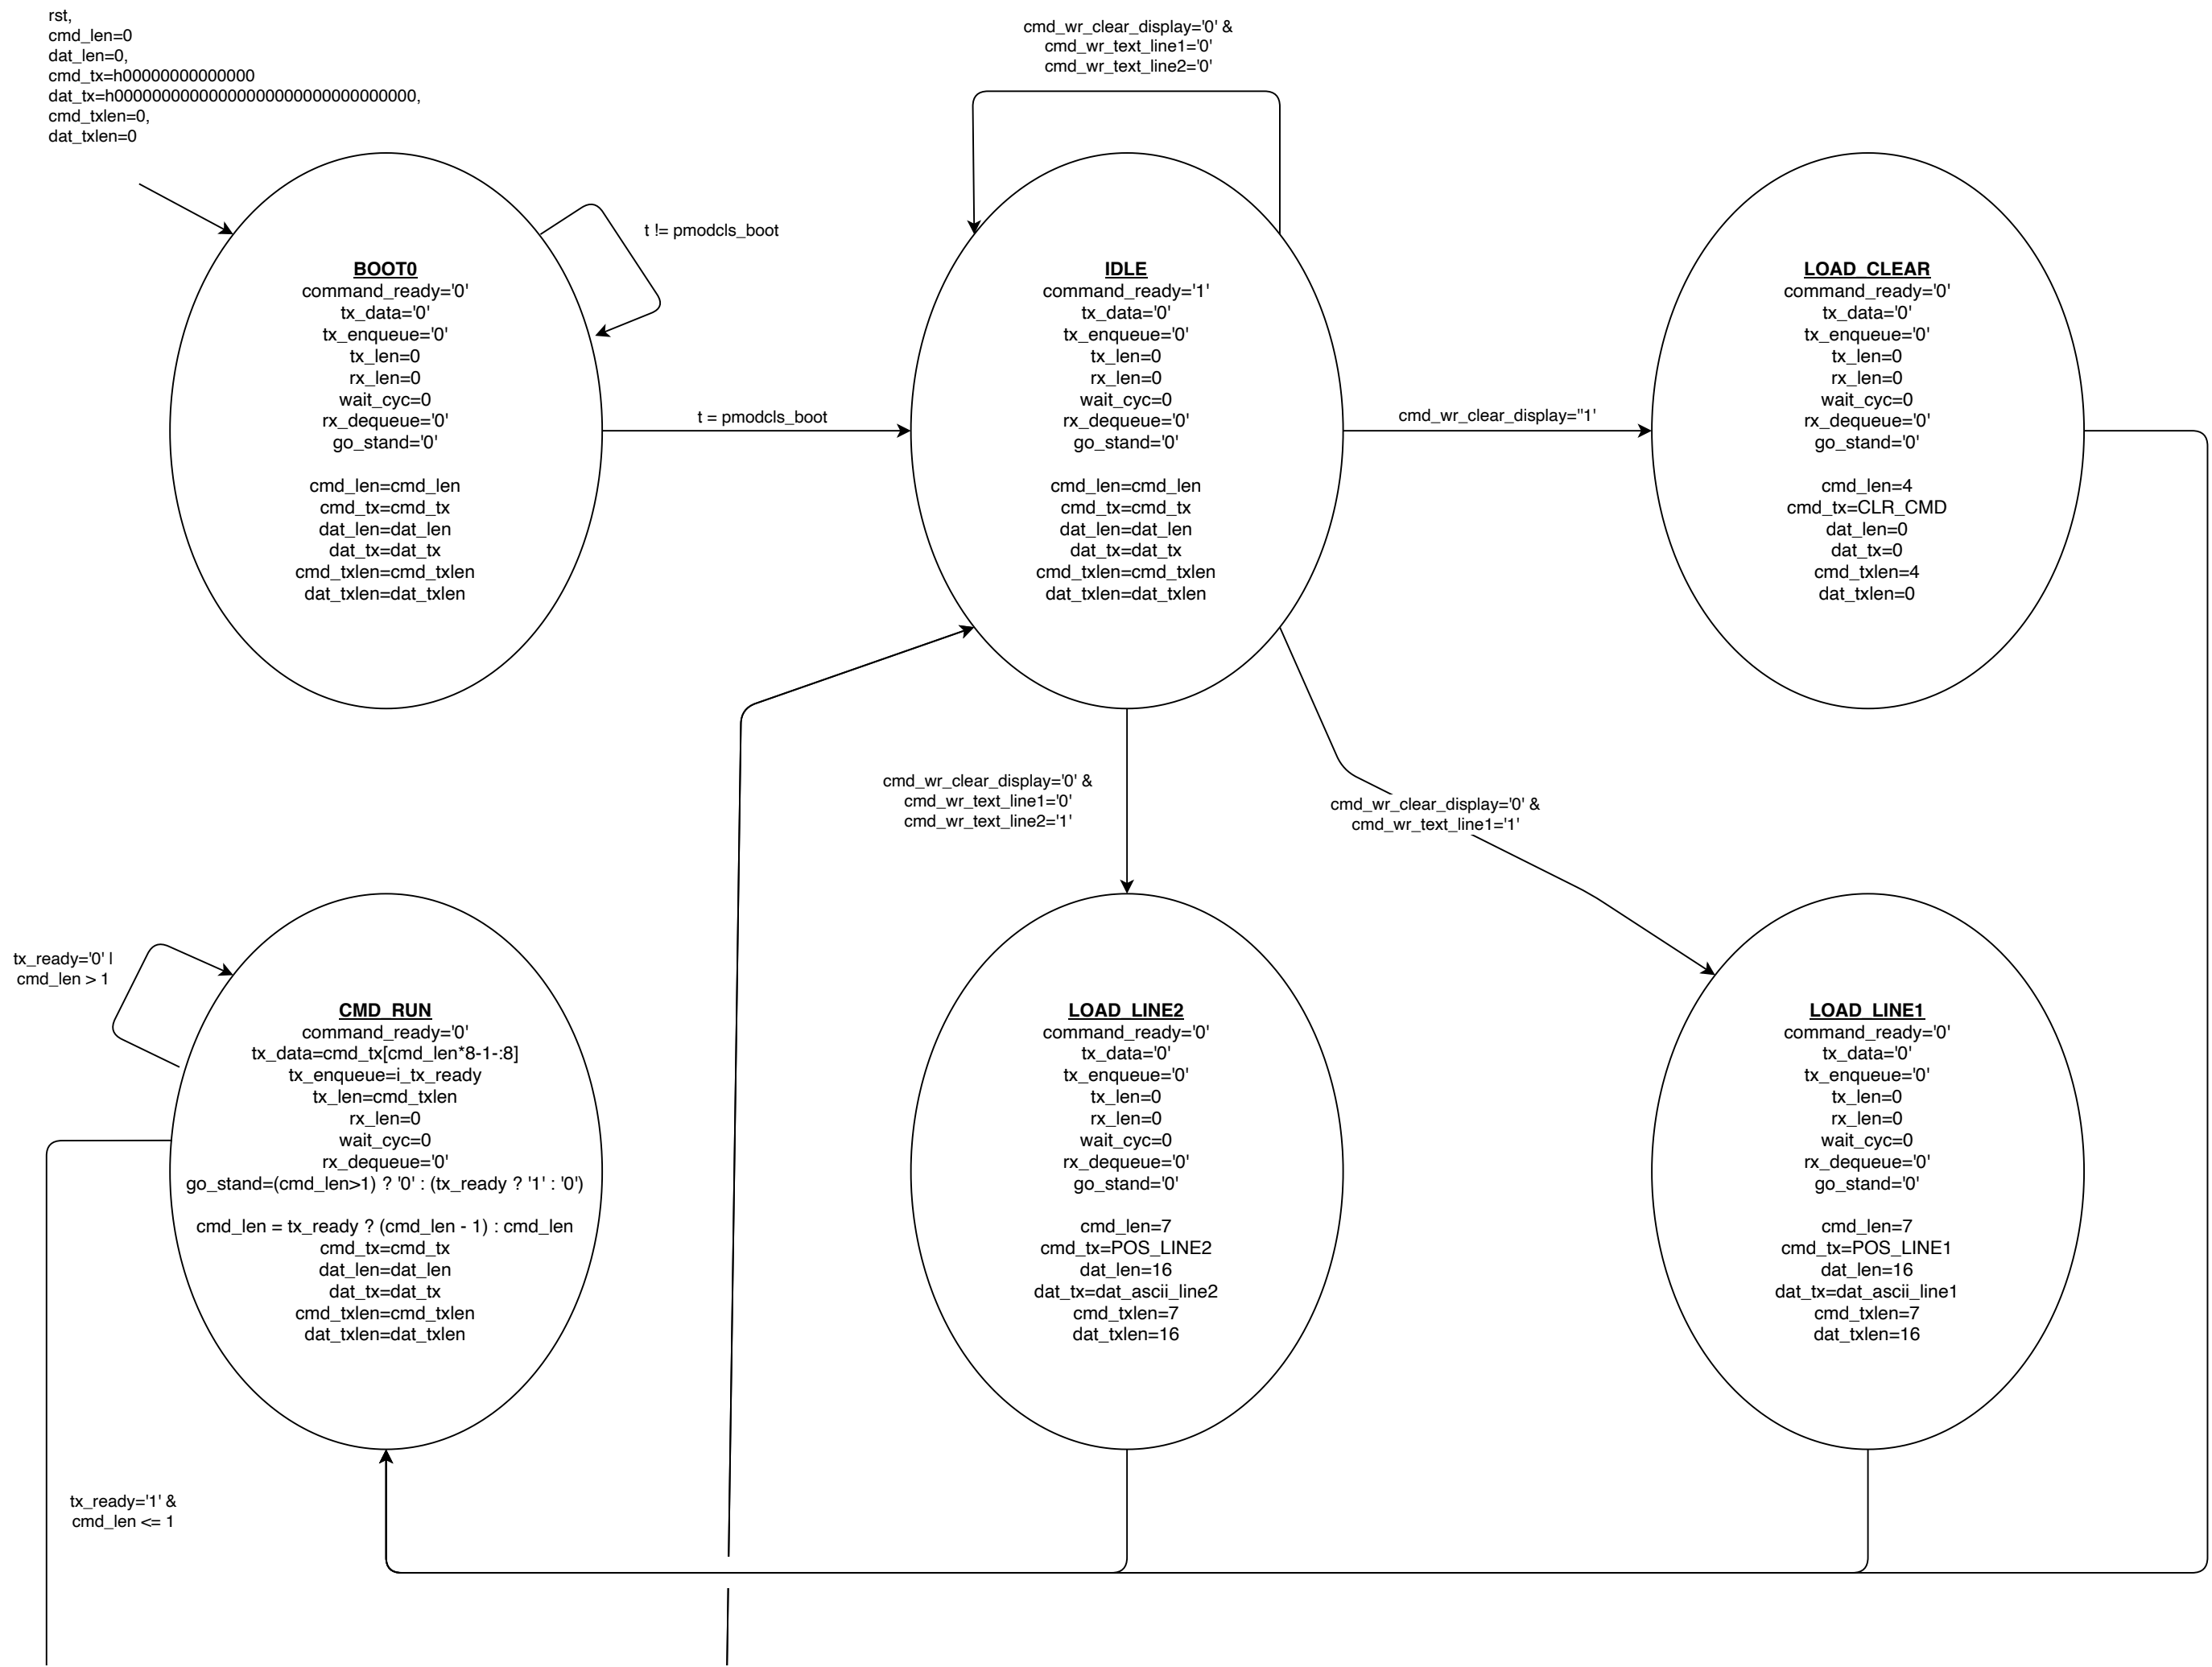 rst,
cmd_len=0
dat_len=0,
cmd_tx=h00000000000000
dat_tx=h00000000000000000000000000000000,
cmd_txlen=0,
dat_txlen=0
cmd_wr_clear_display='0' &
cmd_wr_text_line1='0'
cmd_wr_text_line2='0'
t != pmodcls_boot
BOOT0
command_ready='0'
tx_data='0'
tx_enqueue='0'
tx_len=0
rx_len=0
wait_cyc=0
rx_dequeue='0'
go_stand='0'
cmd_len=cmd_len
cmd_tx=cmd_tx
dat_len=dat_len
dat_tx=dat_tx
cmd_txlen=cmd_txlen
dat_txlen=dat_txlen
t = pmodcls_boot
IDLE
command_ready='1'
tx_data='0'
tx_enqueue='0'
tx_len=0
rx_len=0
wait_cyc=0
rx_dequeue='0'
go_stand='0'
cmd_len=cmd_len
cmd_tx=cmd_tx
dat_len=dat_len
dat_tx=dat_tx
cmd_txlen=cmd_txlen
dat_txlen=dat_txlen
cmd_wr_clear_display=''1'
LOAD_CLEAR
command_ready='0'
tx_data='0'
tx_enqueue='0'
tx_len=0
rx_len=0
wait_cyc=0
rx_dequeue='0'
go_stand='0'
cmd_len=4
cmd_tx=CLR_CMD
dat_len=0
dat_tx=0
cmd_txlen=4
dat_txlen=0
cmd_wr_clear_display='0' &
cmd_wr_text_line1='0'
cmd_wr_text_line2='1'
cmd_wr_clear_display='0' &
cmd_wr_text_line1='1'
tx_ready='0' |
cmd_len > 1
CMD_RUN
command_ready='0'
tx_data=cmd_tx[cmd_len*8-1-:8]
tx_enqueue=i_tx_ready
tx_len=cmd_txlen
rx_len=0
wait_cyc=0
rx_dequeue='0'
go_stand=(cmd_len>1) ? '0' : (tx_ready ? '1' : '0')
cmd_len = tx_ready ? (cmd_len - 1) : cmd_len
cmd_tx=cmd_tx
dat_len=dat_len
dat_tx=dat_tx
cmd_txlen=cmd_txlen
dat_txlen=dat_txlen
LOAD_LINE2
command_ready='0'
tx_data='0'
tx_enqueue='0'
tx_len=0
rx_len=0
wait_cyc=0
rx_dequeue='0'
go_stand='0'
cmd_len=7
cmd_tx=POS_LINE2
dat_len=16
dat_tx=dat_ascii_line2
cmd_txlen=7
dat_txlen=16
LOAD_LINE1
command_ready='0'
tx_data='0'
tx_enqueue='0'
tx_len=0
rx_len=0
wait_cyc=0
rx_dequeue='0'
go_stand='0'
cmd_len=7
cmd_tx=POS_LINE1
dat_len=16
dat_tx=dat_ascii_line1
cmd_txlen=7
dat_txlen=16
tx_ready='1' &
cmd_len <= 1